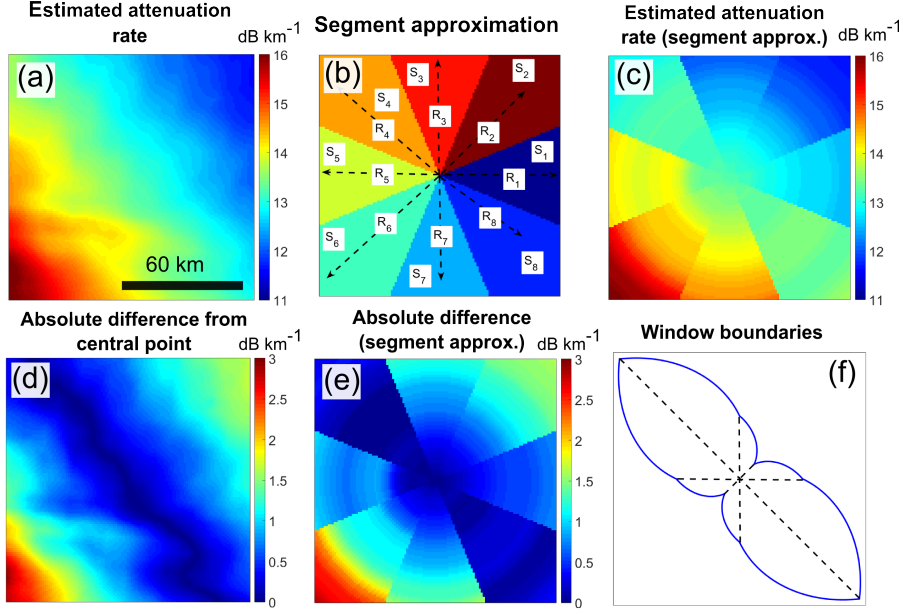 Estimated attenuation
rate
dB km-1
(a)
16
15
14
13
12
11
60 km
Segment approximation
(b)
S3
S2
S4
R3
R4
R2
S5
S1
R5
R1
R6
R7
R8
S6
S7
S8
Estimated attenuation
rate (segment approx.)
dB km-1
(c)
16
15
14
13
12
11
Absolute difference from
central point
dB km-1
(d)
3
2.5
2
1.5
1
0.5
0
Absolute difference
(segment approx.)
dB km-1
(e)
3
2.5
2
1.5
1
0.5
0
Window boundaries
(f)